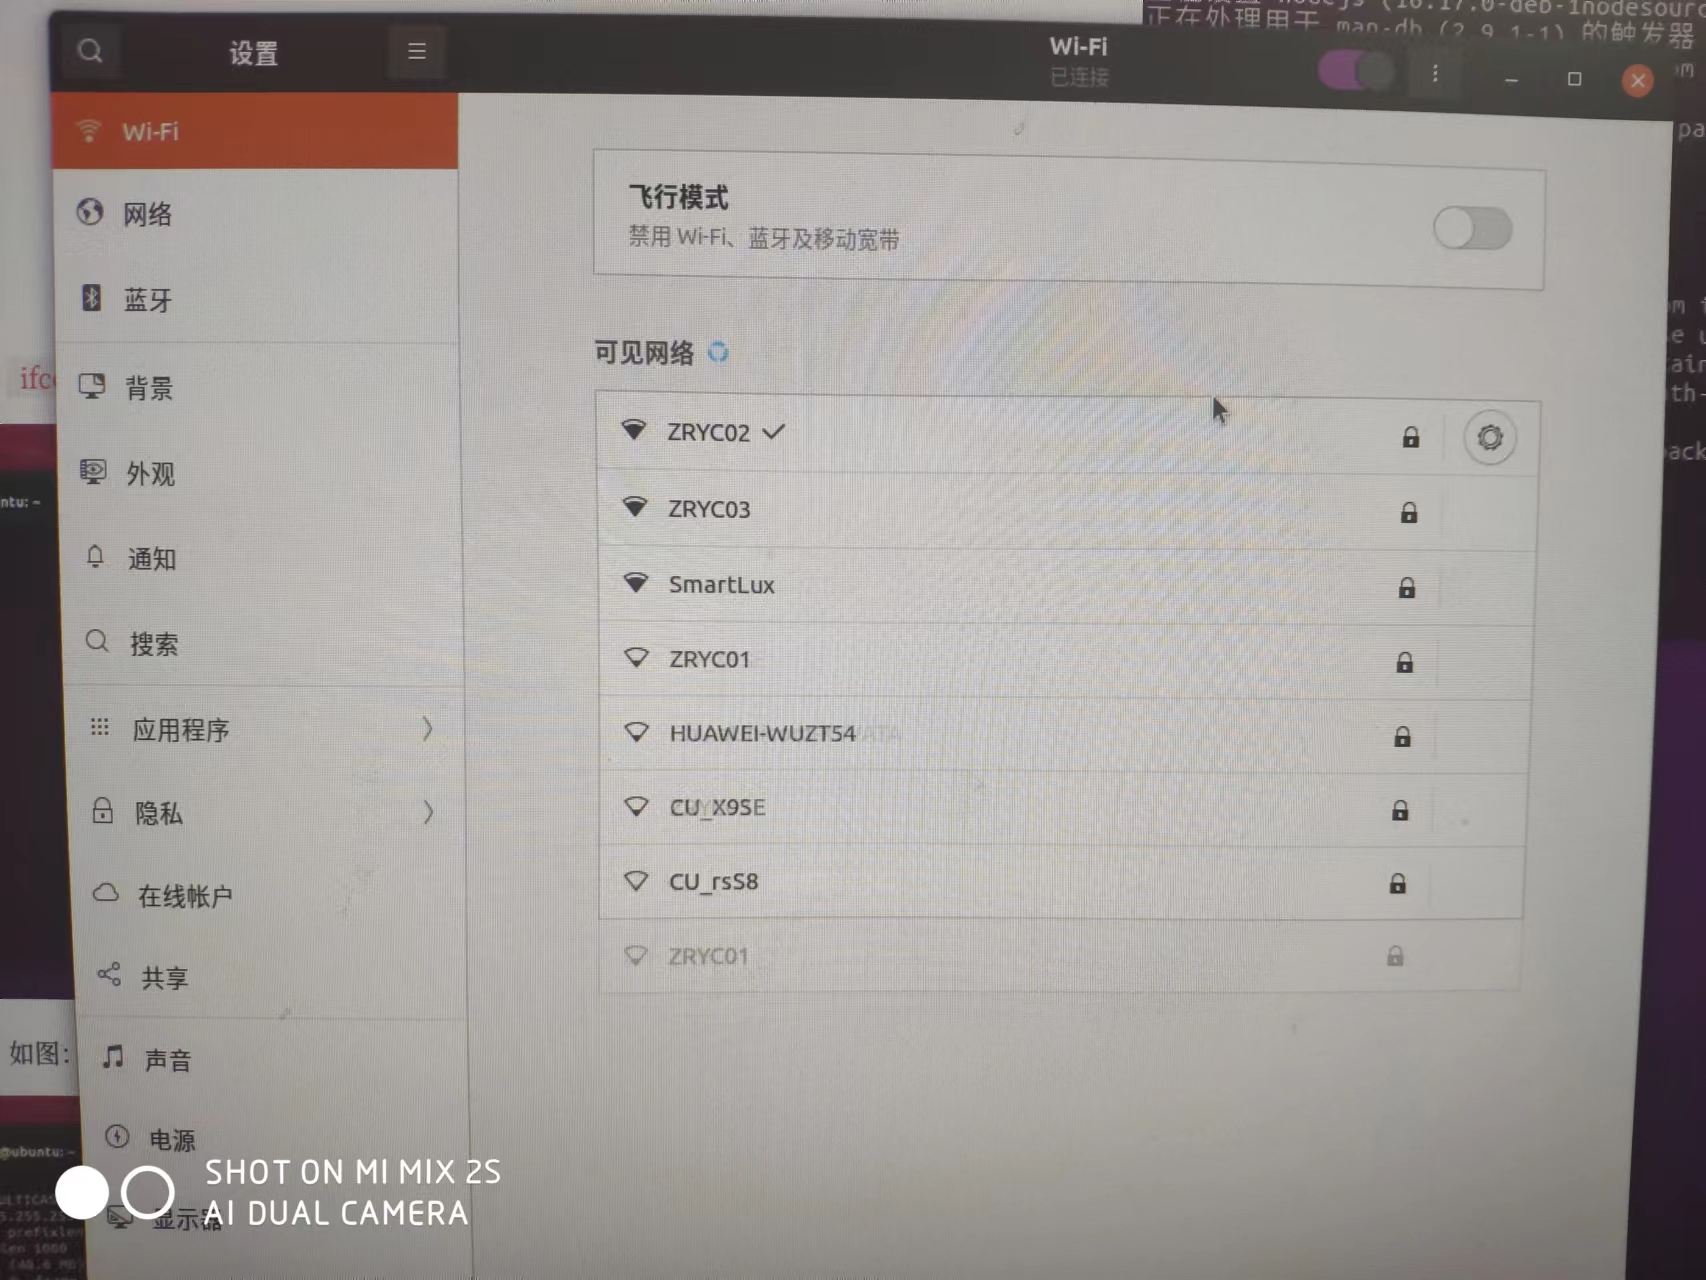 正在处理用于 man-db (2.9.1-1) 的触发器
设置
Wi-Fi
已连接
Wi-Fi
网络
蓝牙
背景
外观
通知
搜索
应用程序
隐私
在线帐户
共享
声音
电源
显示器
飞行模式
禁用 Wi-Fi、蓝牙及移动宽带
可见网络
ZRYC02
ZRYC03
SmartLux
ZRYC01
HUAWEI-WUZT54
CU_X9SE
CU_rsS8
ZRYC01
ntu: ~
如图:
@ubuntu: ~
SHOT ON MI MIX 2S
AI DUAL CAMERA